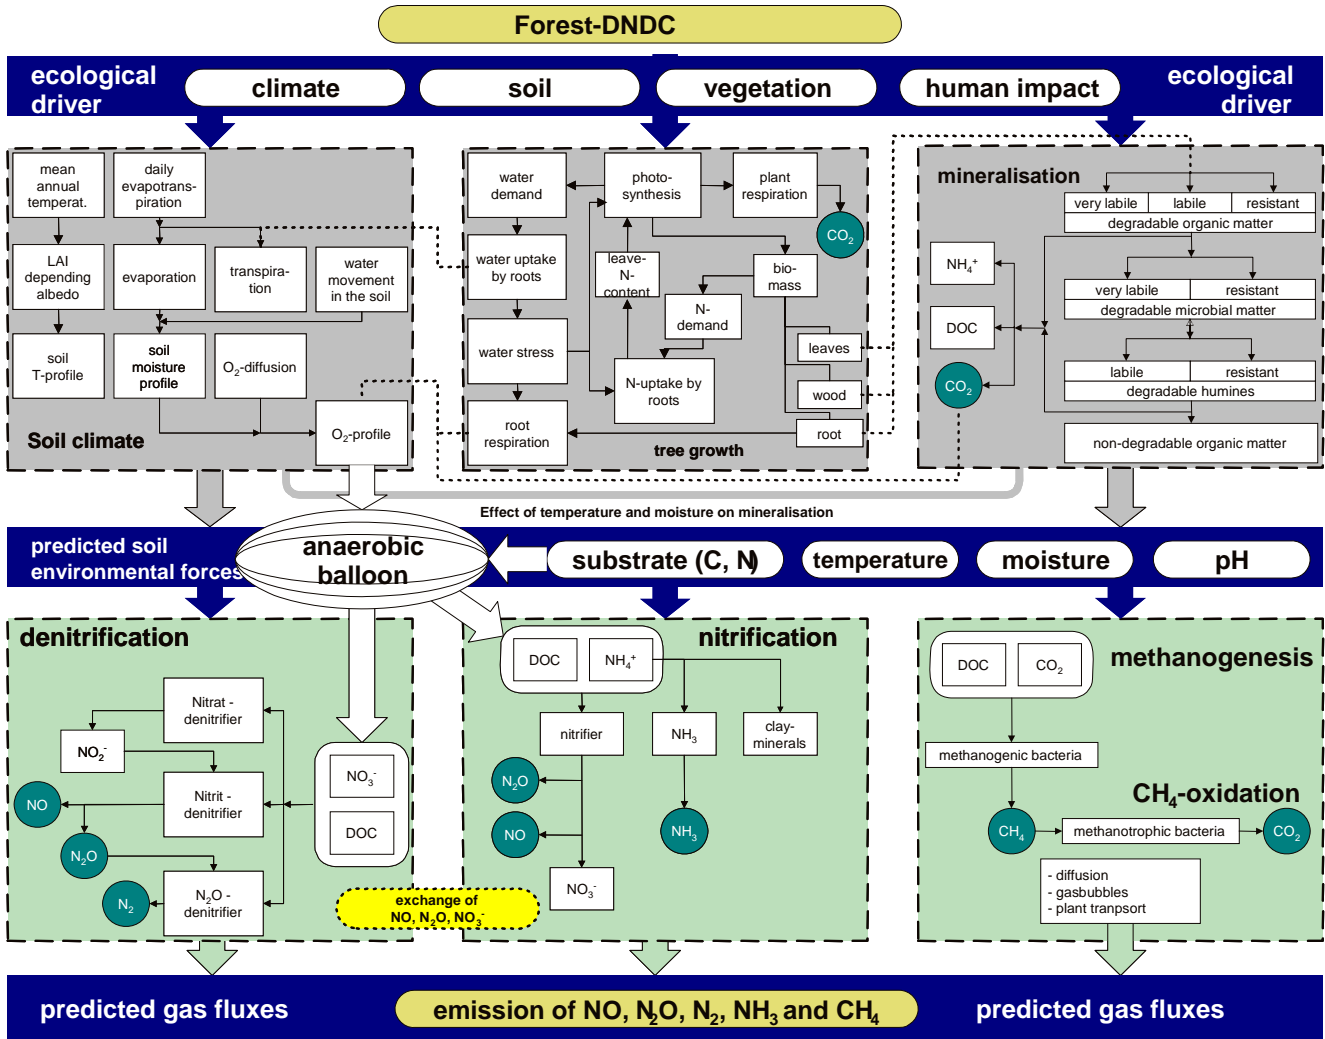 Forest-DNDC
ecological
driver
climate
soil
vegetation
human impact
ecological
driver
mean
annual
temperat.
daily
evapotrans-
piration
LAI
depending
albedo
evaporation
transpira-
tion
water
movement
in the soil
soil
T-profile
soil
moisture
profile
O₂-diffusion
O₂-profile
Soil climate
water
demand
photo-
synthesis
plant
respiration
CO₂
water uptake
by roots
leave-
N-
content
bio-
mass
N-
demand
water stress
N-uptake by
roots
leaves
wood
root
root
respiration
tree growth
mineralisation
very labile
labile
resistant
degradable organic matter
NH₄⁺
DOC
CO₂
very labile
resistant
degradable microbial matter
labile
resistant
degradable humines
non-degradable organic matter
Effect of temperature and moisture on mineralisation
predicted soil
environmental forces
anaerobic
balloon
substrate (C, N)
temperature
moisture
pH
denitrification
Nitrat -
denitrifier
NO₂⁻
Nitrit -
denitrifier
NO
N₂O
N₂O -
denitrifier
N₂
NO₃⁻
DOC
exchange of
NO, N₂O, NO₃⁻
nitrification
DOC
NH₄⁺
nitrifier
NH₃
clay-
minerals
N₂O
NO
NH₃
NO₃⁻
methanogenesis
DOC
CO₂
methanogenic bacteria
CH₄-oxidation
CH₄
methanotrophic bacteria
CO₂
- diffusion
- gasbubbles
- plant tranpsort
predicted gas fluxes
emission of NO, N₂O, N₂, NH₃ and CH₄
predicted gas fluxes